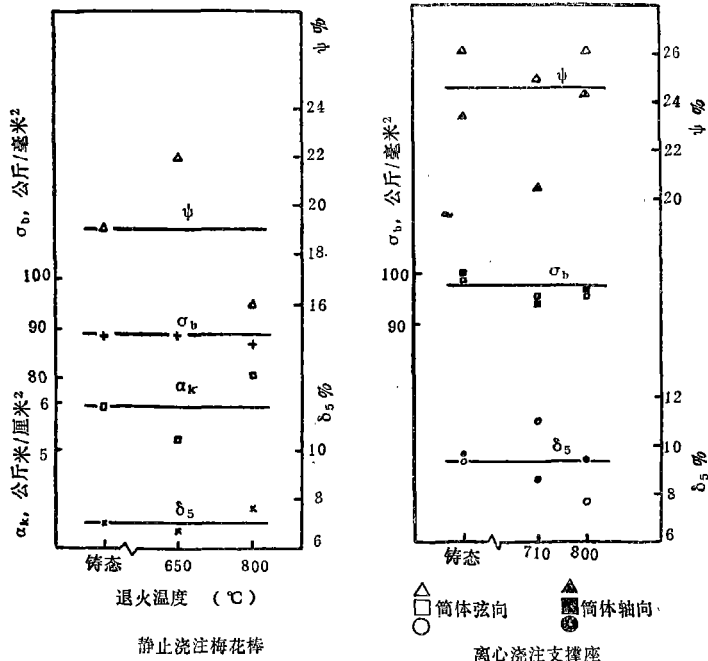 ψ %
24
22
20
19
18
16
σb, 公斤/毫米²
100
90
80
αk, 公斤米/厘米²
6
5
ψ
σb
αk
δ5
δ5 %
10
8
6
铸态
650
800
退火温度 (℃)
静止浇注梅花棒
26
24
22
20
ψ %
σb, 公斤/毫米²
100
90
ψ
σb
δ5
12
10
8
6
δ5 %
铸态
710
800
筒体弦向
筒体轴向
离心浇注支撑座